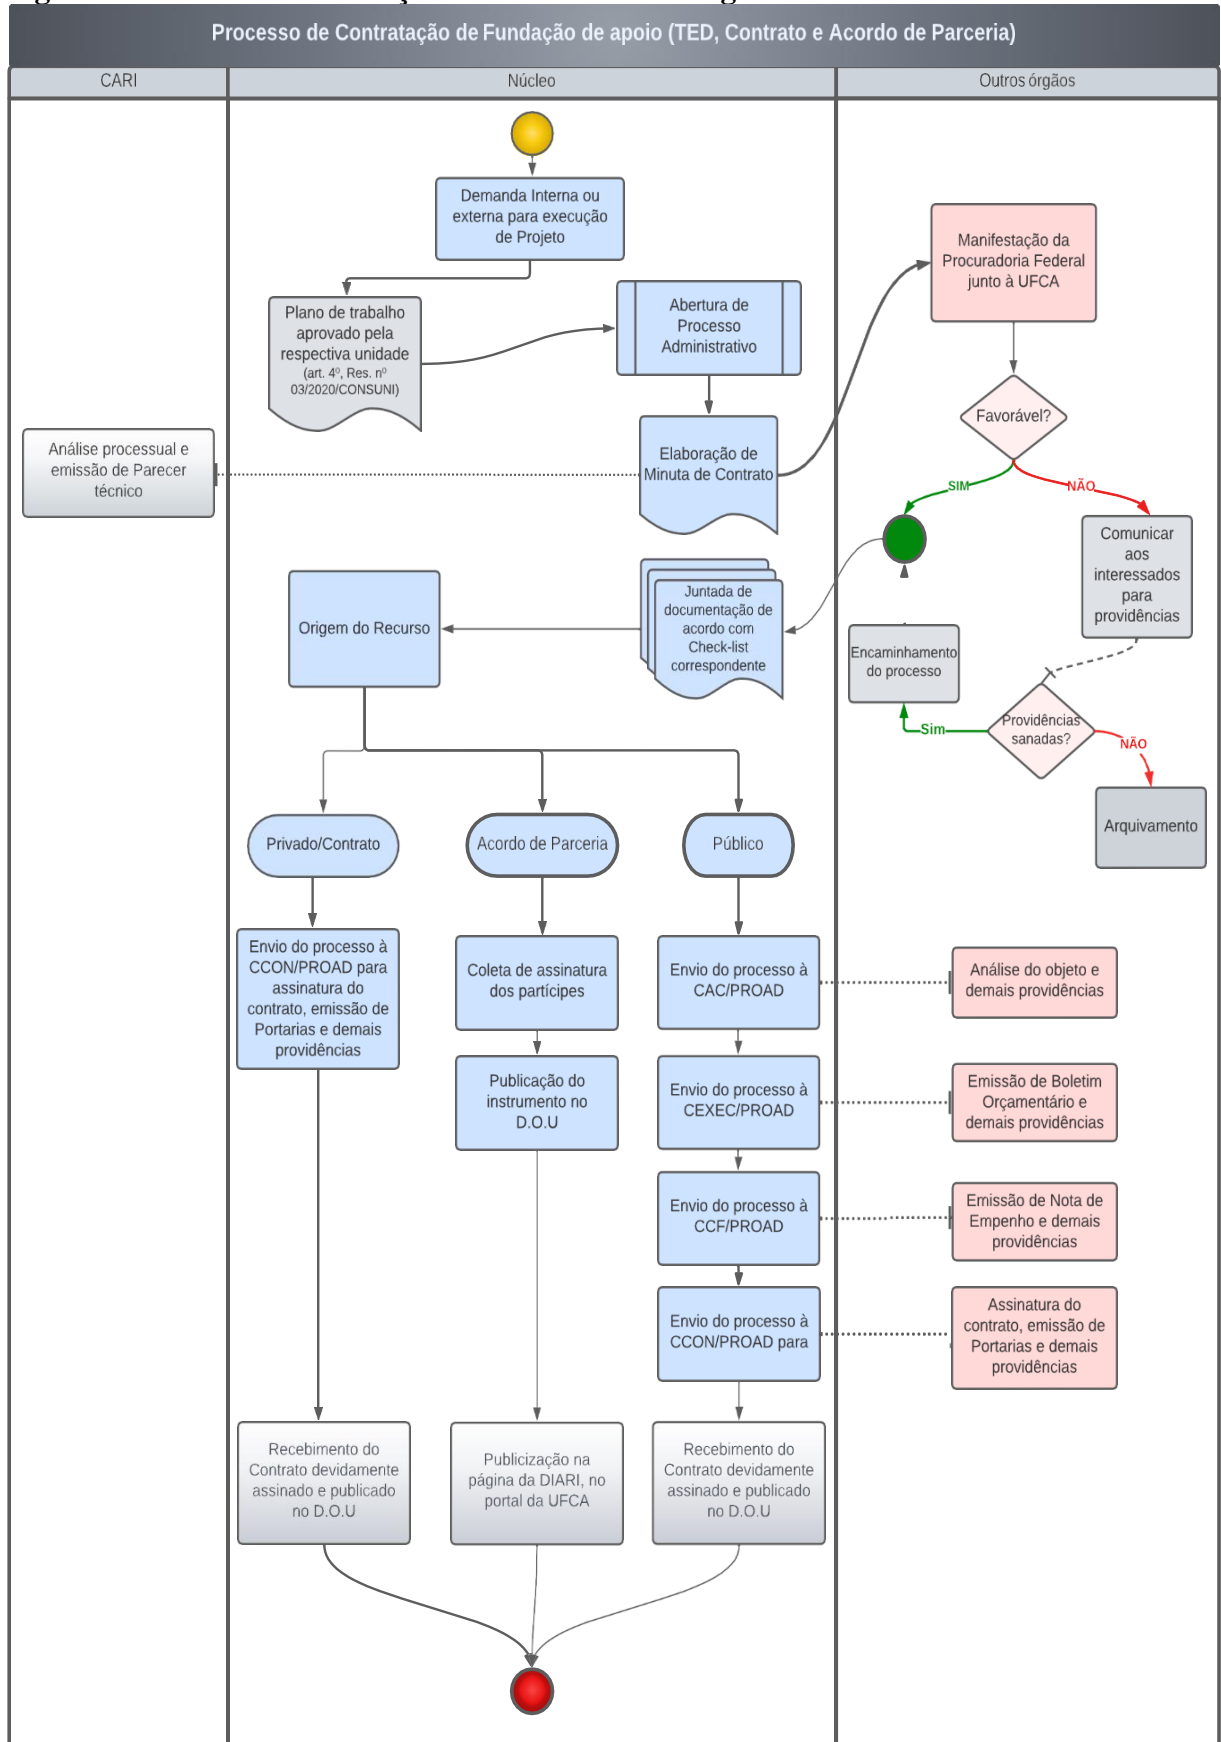 Processo de Contratação de Fundação de apoio (TED, Contrato e Acordo de Parceria)
CARI
Núcleo
Outros órgãos
Demanda Interna ou
externa para execução
de Projeto
Manifestação da
Procuradoria Federal
junto à UFCA
Plano de trabalho
aprovado pela
respectiva unidade
(art. 4º, Res. nº
03/2020/CONSUNI)
Abertura de
Processo
Administrativo
Favorável?
Análise processual e
emissão de Parecer
técnico
Elaboração de
Minuta de Contrato
SIM
NÃO
Comunicar
aos
interessados
para
providências
Origem do Recurso
Juntada de
documentação de
acordo com
Check-list
correspondente
Encaminhamento
do processo
Providências
sanadas?
Sim
NÃO
Arquivamento
Privado/Contrato
Acordo de Parceria
Público
Envio do processo à
CCON/PROAD para
assinatura do
contrato, emissão de
Portarias e demais
providências
Coleta de assinatura
dos partícipes
Envio do processo à
CAC/PROAD
Análise do objeto e
demais providências
Publicação do
instrumento no
D.O.U
Envio do processo à
CEXEC/PROAD
Emissão de Boletim
Orçamentário e
demais providências
Envio do processo à
CCF/PROAD
Emissão de Nota de
Empenho e demais
providências
Envio do processo à
CCON/PROAD para
Assinatura do
contrato, emissão de
Portarias e demais
providências
Recebimento do
Contrato devidamente
assinado e publicado
no D.O.U
Publicização na
página da DIARI, no
portal da UFCA
Recebimento do
Contrato devidamente
assinado e publicado
no D.O.U